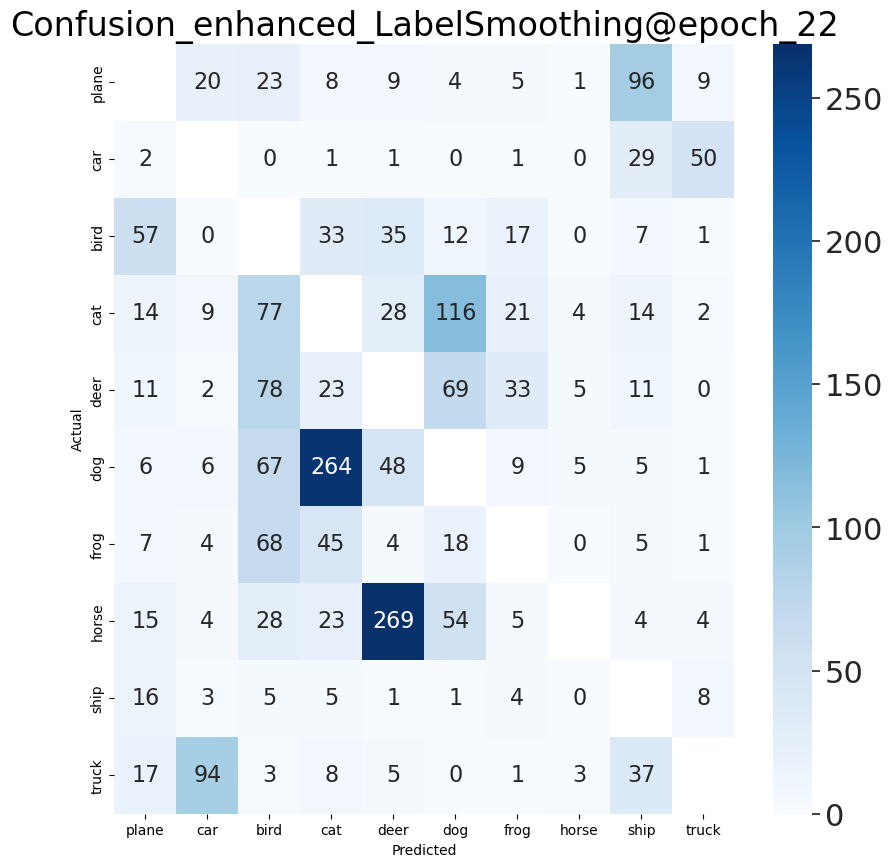 Confusion_enhanced_LabelSmoothing@epoch_22
plane 20 23 8 9 4 5 1 96 9
car 2 0 1 1 0 1 0 29 50
bird 57 0 33 35 12 17 0 7 1
cat 14 9 77 28 116 21 4 14 2
deer 11 2 78 23 69 33 5 11 0
dog 6 6 67 264 48 9 5 5 1
frog 7 4 68 45 4 18 0 5 1
horse 15 4 28 23 269 54 5 4 4
ship 16 3 5 5 1 1 4 0 8
truck 17 94 3 8 5 0 1 3 37
Actual
plane car bird cat deer dog frog horse ship truck
Predicted
250
200
150
100
50
0